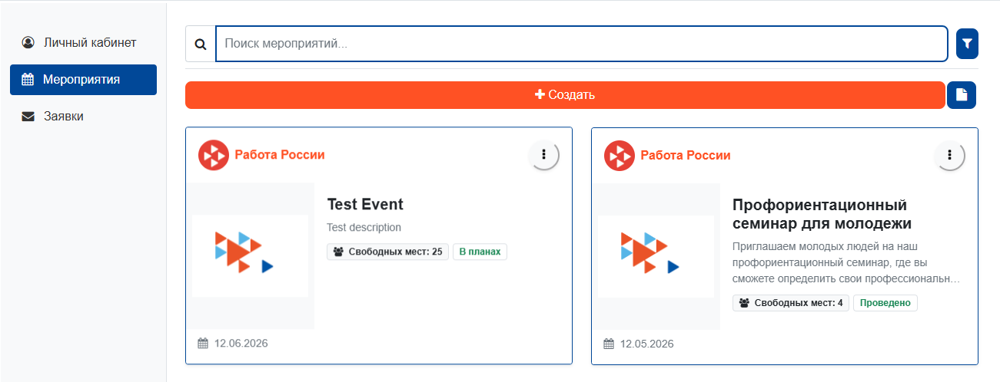 Личный кабинет
Мероприятия
Заявки
Поиск мероприятий...
Создать
Работа России
Test Event
Test description
Свободных мест: 25
В планах
12.06.2026
Работа России
Профориентационный
семинар для молодежи
Приглашаем молодых людей на наш
профориентационный семинар, где вы
сможете определить свои профессиональн...
Свободных мест: 4
Проведено
12.05.2026